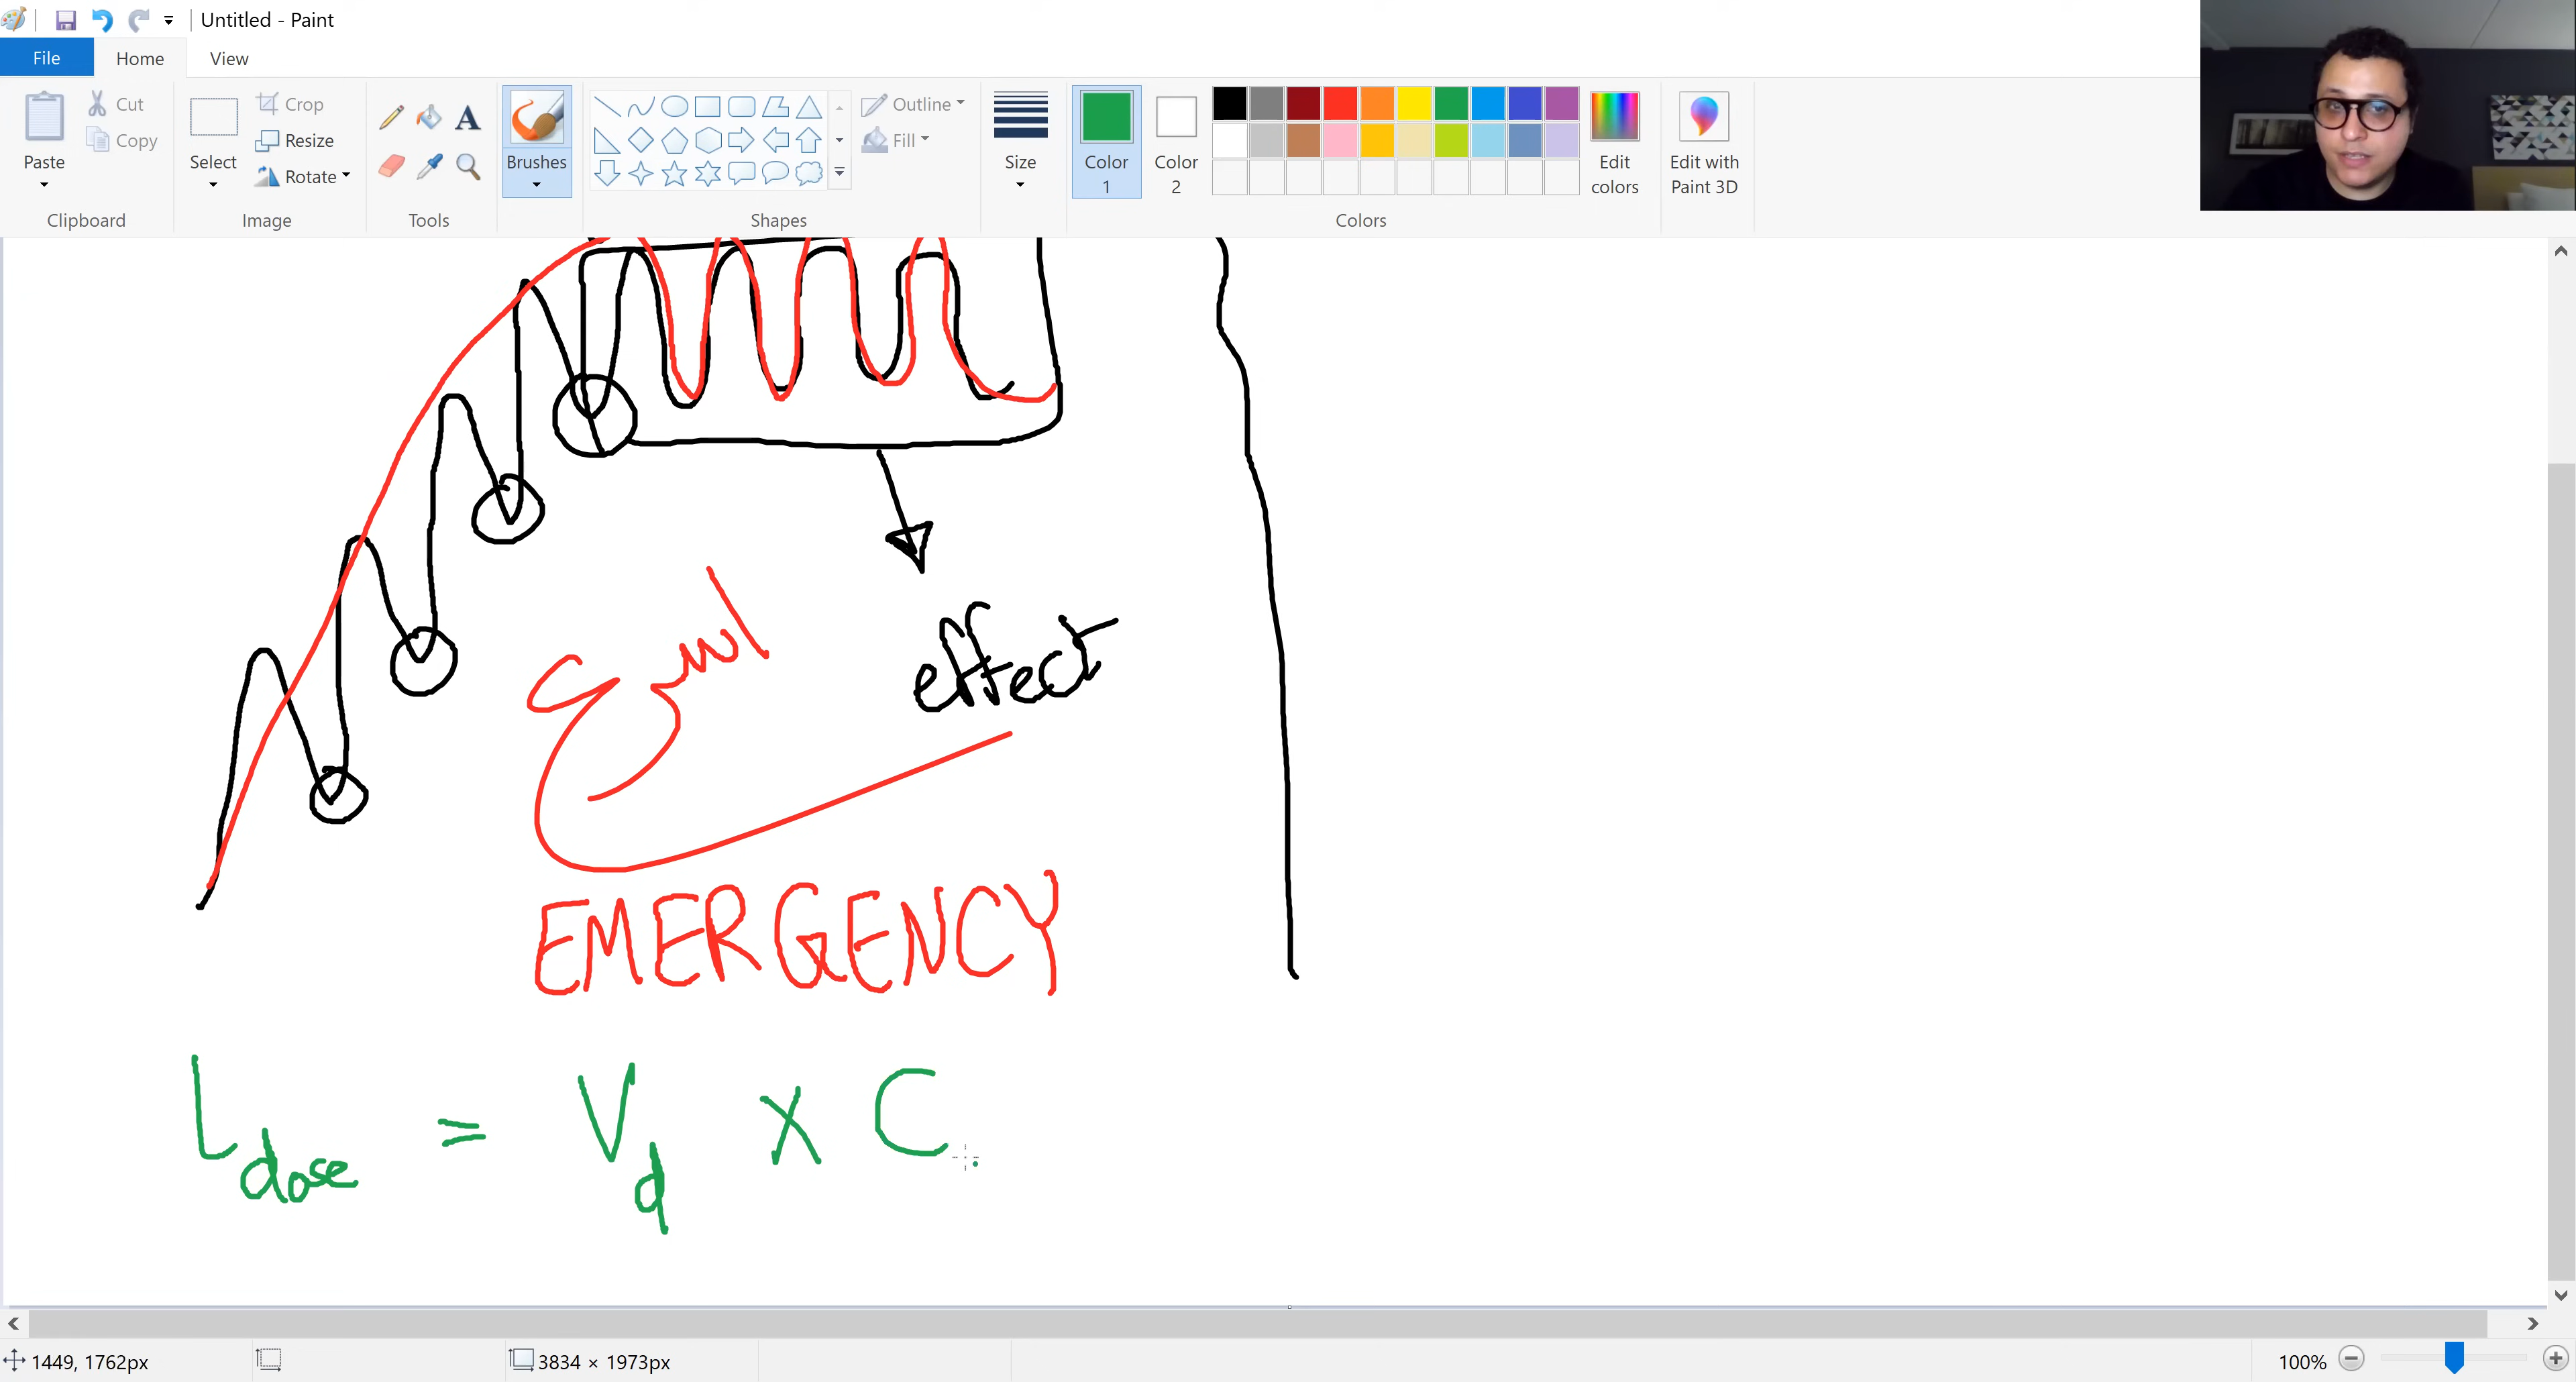 Untitled - Paint
File Home View
Paste
Cut
Copy
Clipboard
Select
Crop
Resize
Rotate
Image
Tools
Brushes
Shapes
Outline
Fill
Size
Color 1
Color 2
Colors
Edit colors
Edit with Paint 3D
effect
EMERGENCY
L dose = V d x C
1449, 1762px
3834 × 1973px
100%